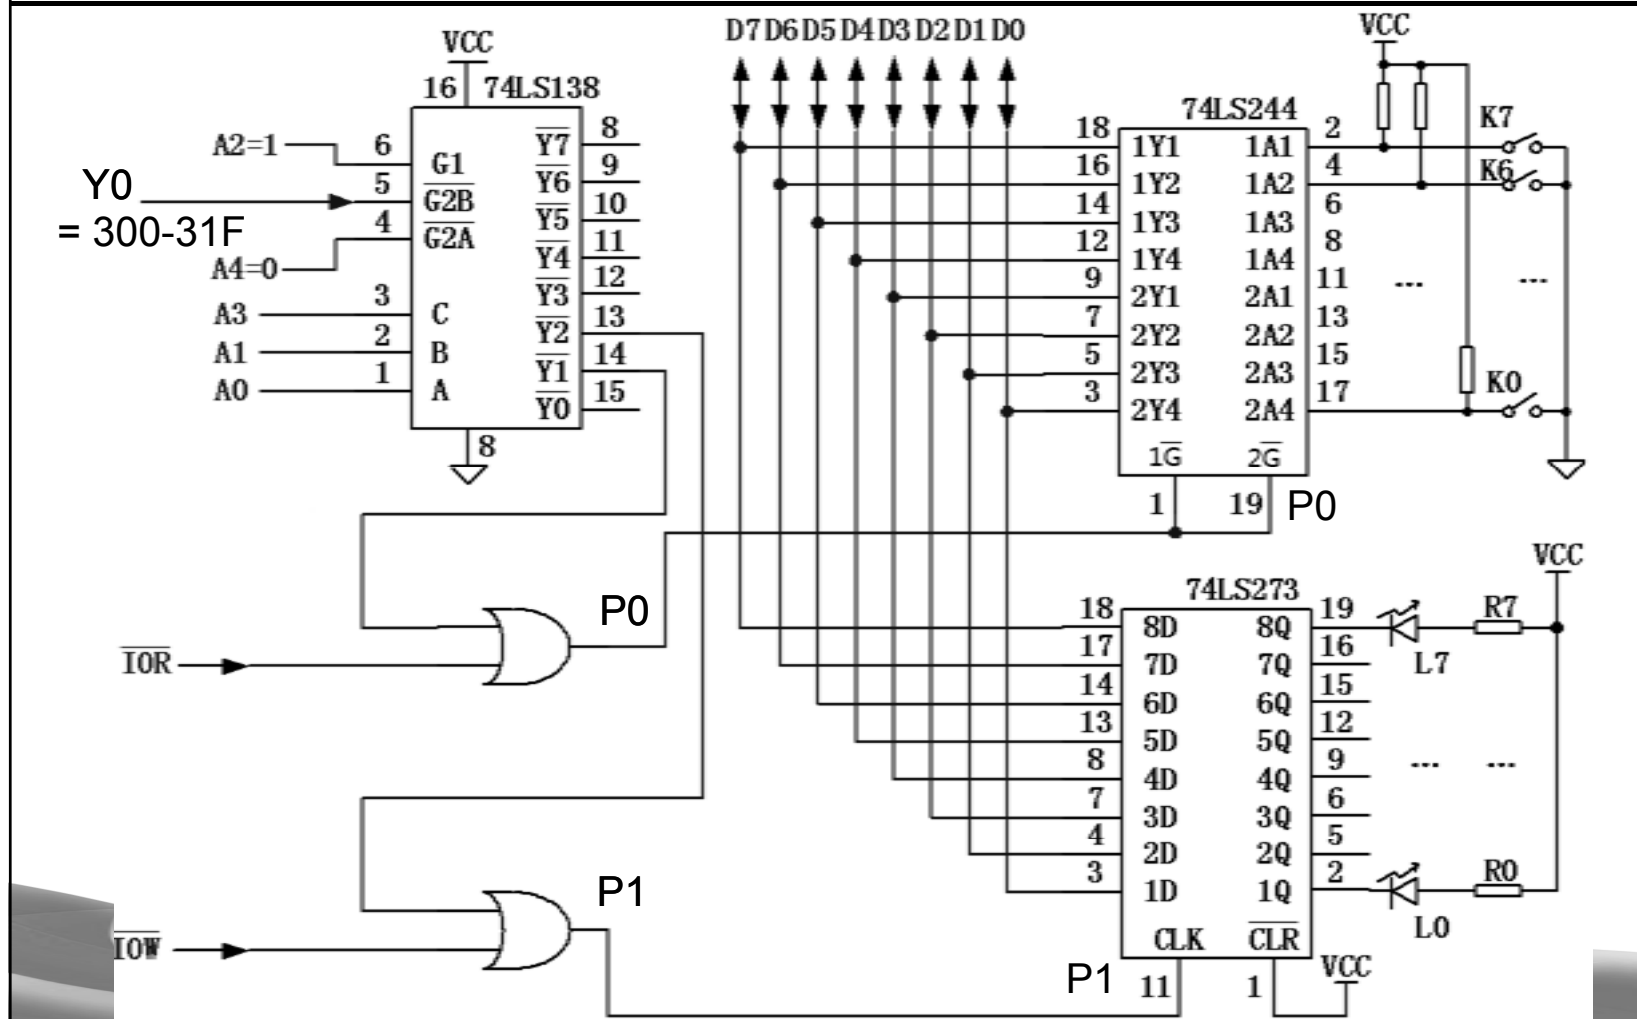 VCC
16 74LS138
A2=1 6 G1
Y0 5 G2B
= 300-31F
A4=0 4 G2A
A3 3 C
A1 2 B
A0 1 A
Y7 8
Y6 9
Y5 10
Y4 11
Y3 12
Y2 13
Y1 14
Y0 15
8
D7 D6 D5 D4 D3 D2 D1 D0
VCC
74LS244
18 1Y1 1A1 2 K7
16 1Y2 1A2 4 K6
14 1Y3 1A3 6
12 1Y4 1A4 8
9 2Y1 2A1 11 ... ...
7 2Y2 2A2 13
5 2Y3 2A3 15
3 2Y4 2A4 17 K0
1G 2G
1 19 P0
IOR P0
IOW P1
74LS273
VCC
18 8D 8Q 19 R7
17 7D 7Q 16 L7
14 6D 6Q 15
13 5D 5Q 12
8 4D 4Q 9 ... ...
7 3D 3Q 6
4 2D 2Q 5
3 1D 1Q 2 R0
L0
CLK CLR
P1 11 1 VCC